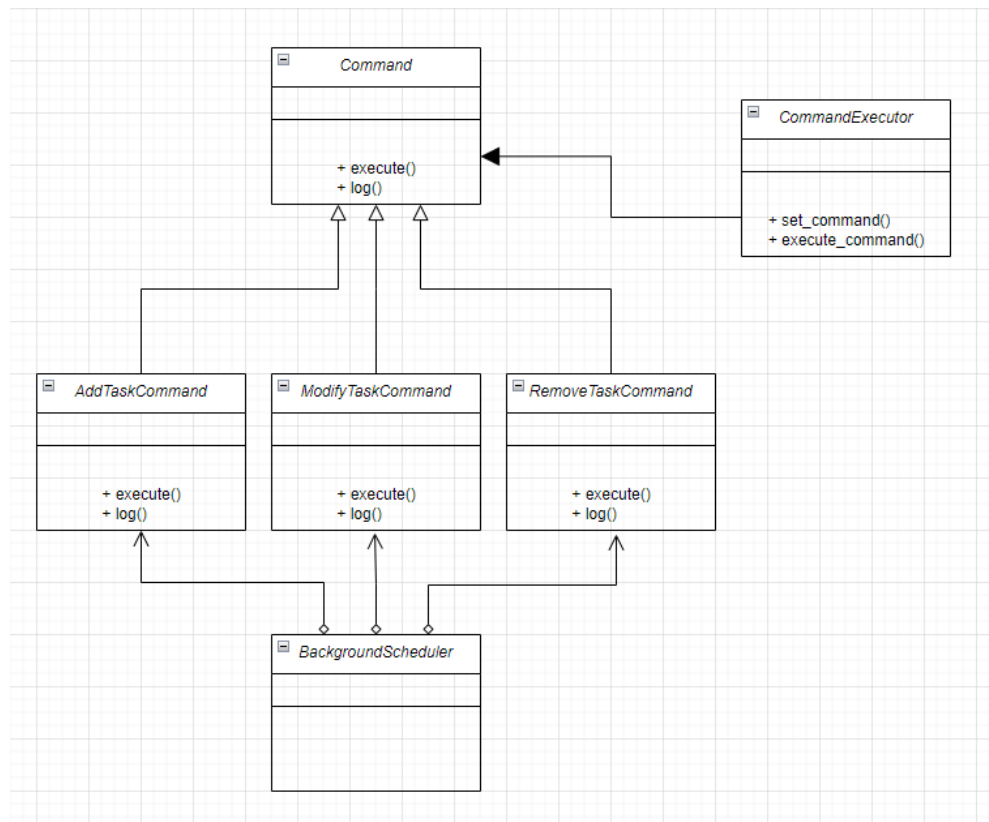 Command
+ execute()
+ log()
CommandExecutor
+ set_command()
+ execute_command()
AddTaskCommand
+ execute()
+ log()
ModifyTaskCommand
+ execute()
+ log()
RemoveTaskCommand
+ execute()
+ log()
BackgroundScheduler